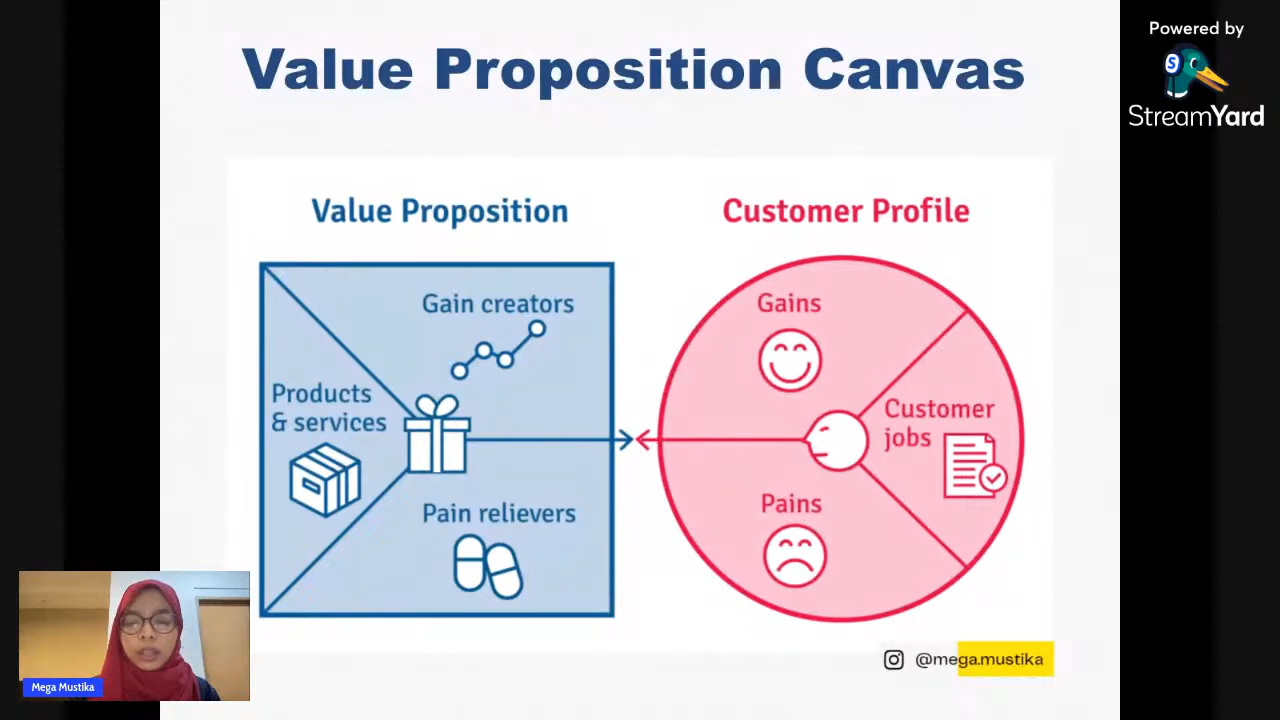 Value Proposition Canvas
Powered by
StreamYard
Value Proposition
Customer Profile
Gain creators
Products
& services
Pain relievers
Gains
Customer
jobs
Pains
@mega.mustika
Mega Mustika
S